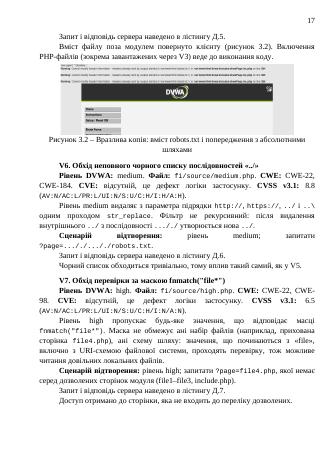 17
Запит і відповідь сервера наведено в лістингу Д.5.
Вміст файлу поза модулем повернуто клієнту (рисунок 3.2). Включення
PHP-файлів (зокрема завантажених через V3) веде до виконання коду.
DVWA
Рисунок 3.2 – Вразлива копія: вміст robots.txt і попередження з абсолютними
шляхами
V6. Обхід неповного чорного списку послідовностей «../»
Рівень DVWA: medium. Файл: fi/source/medium.php. CWE: CWE-22,
CWE-184. CVE: відсутній, це дефект логіки застосунку. CVSS v3.1: 8.8
(AV:N/AC:L/PR:L/UI:N/S:U/C:H/I:H/A:H).
Рівень medium видаляє з параметра підрядки http://, https://, ../ і ..\
одним проходом str_replace. Фільтр не рекурсивний: після видалення
внутрішнього ../ з послідовності ..././ утворюється нова ../.
Сценарій відтворення: рівень medium; запитати
?page=..././..././robots.txt.
Запит і відповідь сервера наведено в лістингу Д.6.
Чорний список обходиться тривіально, тому вплив такий самий, як у V5.
V7. Обхід перевірки за маскою fnmatch("file*")
Рівень DVWA: high. Файл: fi/source/high.php. CWE: CWE-22, CWE-
98. CVE: відсутній, це дефект логіки застосунку. CVSS v3.1: 6.5
(AV:N/AC:L/PR:L/UI:N/S:U/C:H/I:N/A:N).
Рівень high пропускає будь-яке значення, що відповідає масці
fnmatch("file*"). Маска не обмежує ані набір файлів (наприклад, прихована
сторінка file4.php), ані схему шляху: значення, що починаються з «file»,
включно з URI-схемою файлової системи, проходять перевірку, тож можливе
читання довільних локальних файлів.
Сценарій відтворення: рівень high; запитати ?page=file4.php, якої немає
серед дозволених сторінок модуля (file1–file3, include.php).
Запит і відповідь сервера наведено в лістингу Д.7.
Доступ отримано до сторінки, яка не входить до переліку дозволених.